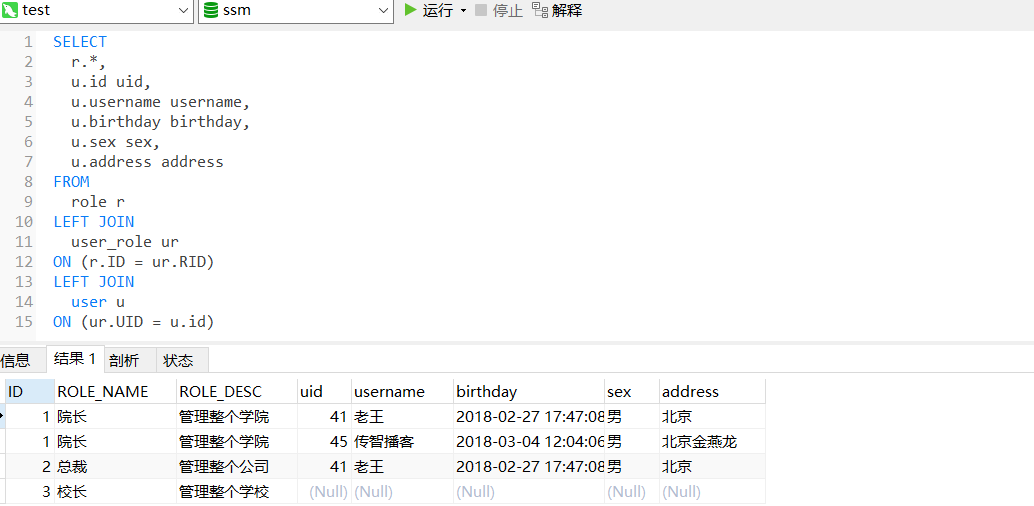 test ssm 运行 停止 解释
1 SELECT
2 r.*,
3 u.id uid,
4 u.username username,
5 u.birthday birthday,
6 u.sex sex,
7 u.address address
8 FROM
9 role r
10 LEFT JOIN
11 user_role ur
12 ON (r.ID = ur.RID)
13 LEFT JOIN
14 user u
15 ON (ur.UID = u.id)
信息 结果 1 剖析 状态
ID ROLE_NAME ROLE_DESC uid username birthday sex address
1 院长 管理整个学院 41 老王 2018-02-27 17:47:08 男 北京
1 院长 管理整个学院 45 传智播客 2018-03-04 12:04:06 男 北京金燕龙
2 总裁 管理整个公司 41 老王 2018-02-27 17:47:08 男 北京
3 校长 管理整个学校 (Null) (Null) (Null) (Null) (Null)